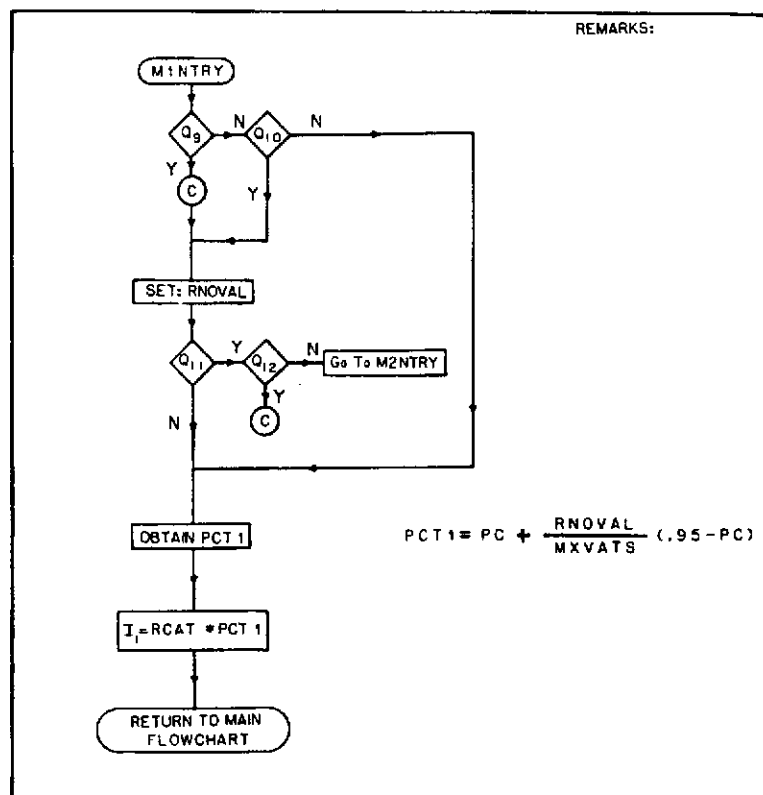 REMARKS:
M1NTRY
Q9 N Q10 N
Y
C
Y
SET: RNOVAL
Q11 Y Q12 N Go To M2NTRY
Y
N
C
OBTAIN PCT 1
PCT1 = PC + RNOVAL / MXVATS (.95-PC)
I1=RCAT *PCT 1
RETURN TO MAIN
FLOWCHART